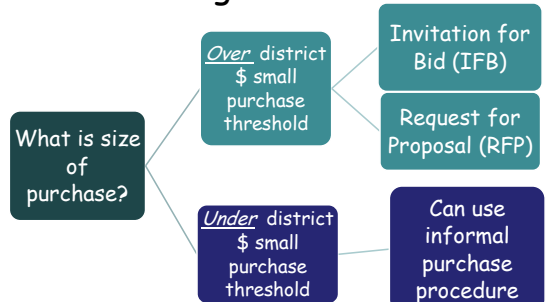 What is size
of
purchase?
Over district
$ small
purchase
threshold
Invitation for
Bid (IFB)
Request for
Proposal (RFP)
Under district
$ small
purchase
threshold
Can use
informal
purchase
procedure